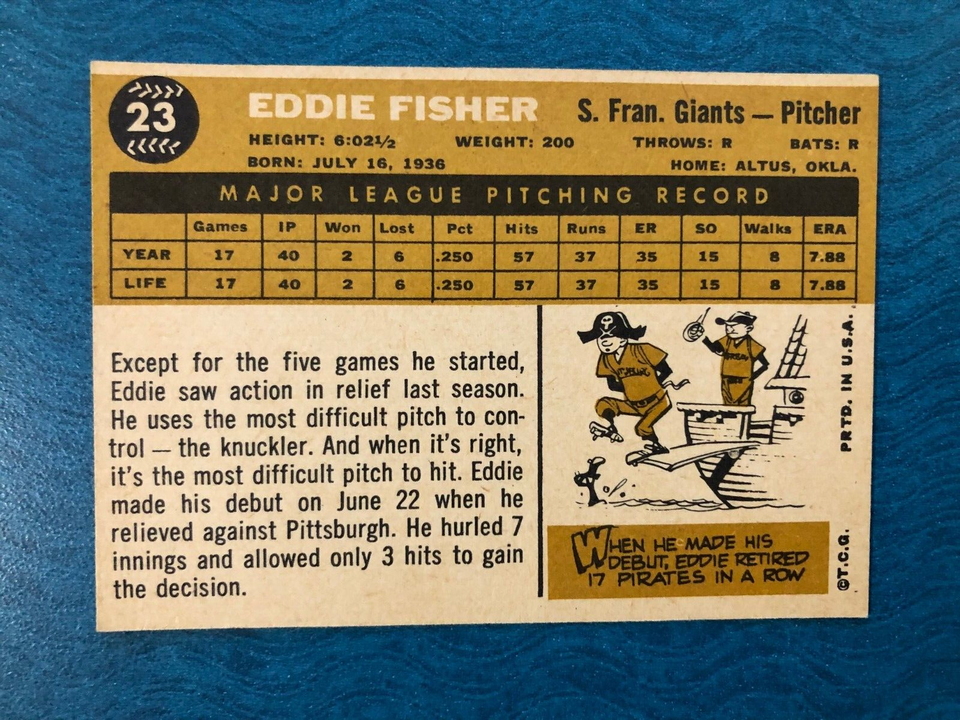 23
EDDIE FISHER S. Fran. Giants — Pitcher
HEIGHT: 6:02½ WEIGHT: 200 THROWS: R BATS: R
BORN: JULY 16, 1936 HOME: ALTUS, OKLA.
MAJOR LEAGUE PITCHING RECORD
Games IP Won Lost Pct Hits Runs ER SO Walks ERA
YEAR 17 40 2 6 .250 57 37 35 15 8 7.88
LIFE 17 40 2 6 .250 57 37 35 15 8 7.88
Except for the five games he started,
Eddie saw action in relief last season.
He uses the most difficult pitch to con-
trol — the knuckler. And when it's right,
it's the most difficult pitch to hit. Eddie
made his debut on June 22 when he
relieved against Pittsburgh. He hurled 7
innings and allowed only 3 hits to gain
the decision.
WHEN HE MADE HIS
DEBUT, EDDIE RETIRED
17 PIRATES IN A ROW
©T.C.G. PRTD. IN U.S.A.